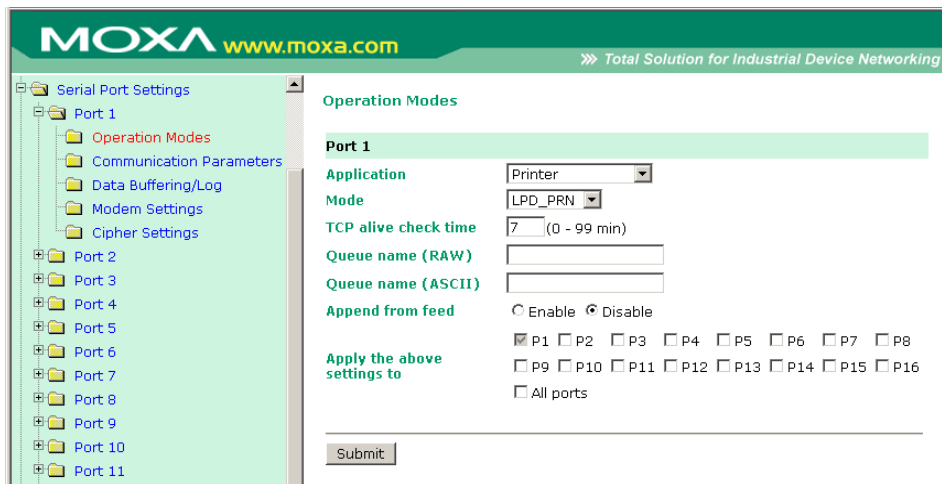 MOXA www.moxa.com
Total Solution for Industrial Device Networking
Serial Port Settings
Port 1
Operation Modes
Communication Parameters
Data Buffering/Log
Modem Settings
Cipher Settings
Port 2
Port 3
Port 4
Port 5
Port 6
Port 7
Port 8
Port 9
Port 10
Port 11
Operation Modes
Port 1
Application Printer
Mode LPD_PRN
TCP alive check time 7 (0 - 99 min)
Queue name (RAW)
Queue name (ASCII)
Append from feed Enable Disable
Apply the above settings to
P1 P2 P3 P4 P5 P6 P7 P8
P9 P10 P11 P12 P13 P14 P15 P16
All ports
Submit